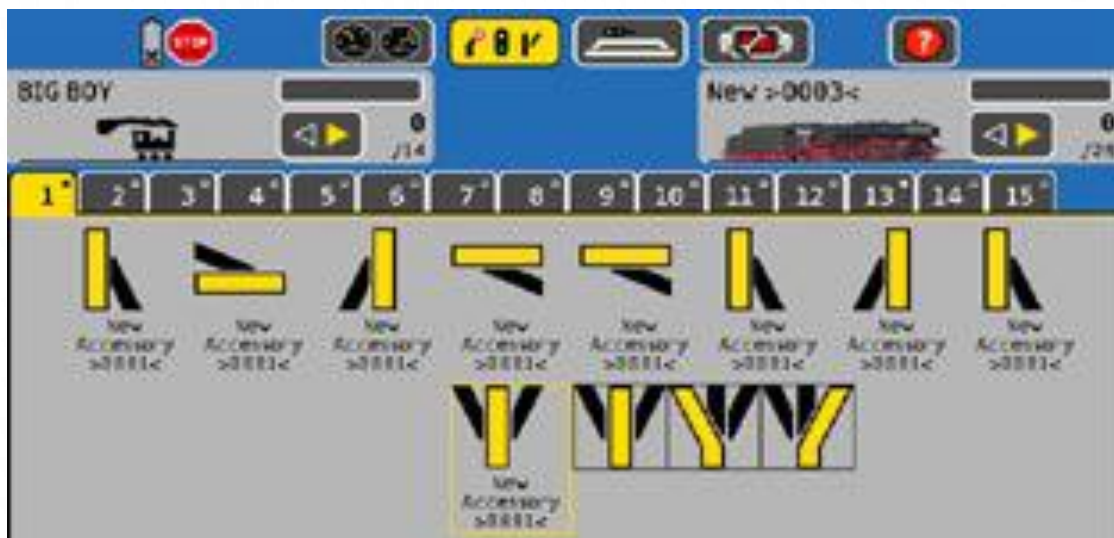 STOP
?
BIG BOY
0
/14
New >0003<
0
1 2 3 4 5 6 7 8 9 10 11 12 13 14 15
New New New New New New New New
Accessory Accessory Accessory Accessory Accessory Accessory Accessory Accessory
>0001< >0001< >0001< >0001< >0001< >0001< >0001< >0001<
New
Accessory
>0001<